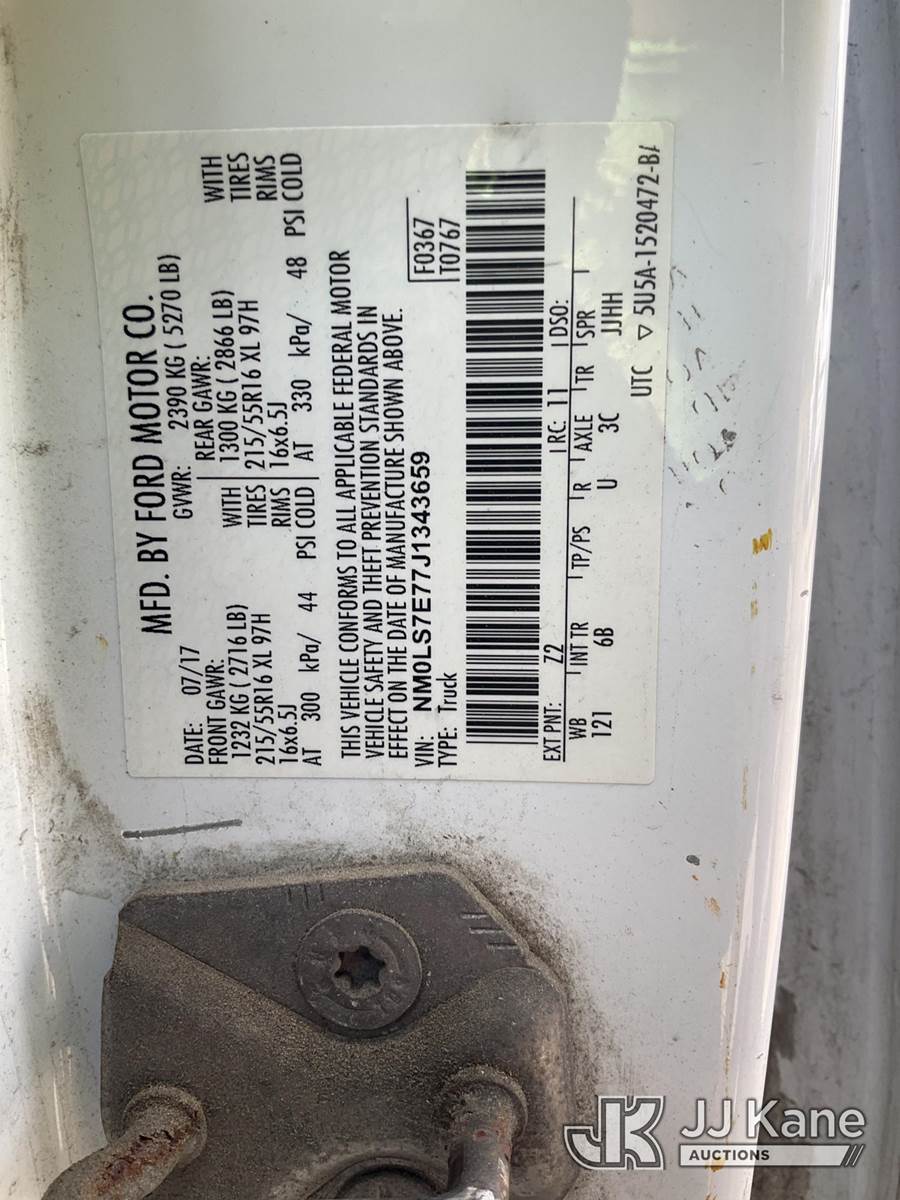 MFD. BY FORD MOTOR CO.
DATE: 07/17 GVWR: 2390 KG ( 5270 LB)
FRONT GAWR: REAR GAWR:
1232 KG ( 2716 LB) WITH 1300 KG ( 2866 LB) WITH
215/55R16 XL 97H TIRES 215/55R16 XL 97H TIRES
16x6.5J RIMS 16x6.5J RIMS
AT 300 kPa/ 44 PSI COLD AT 330 kPa/ 48 PSI COLD
THIS VEHICLE CONFORMS TO ALL APPLICABLE FEDERAL MOTOR
VEHICLE SAFETY AND THEFT PREVENTION STANDARDS IN
EFFECT ON THE DATE OF MANUFACTURE SHOWN ABOVE.
VIN: NM0LS7E77J1343659 F0367
TYPE: Truck T0767
EXT PNT: Z2 RC: 11 DSO:
WB INT TR TP/PS R AXLE TR SPR
121 6B U 3C JJHH
UTC ▽ 5U5A-1520472-BA
JK JJ Kane
AUCTIONS